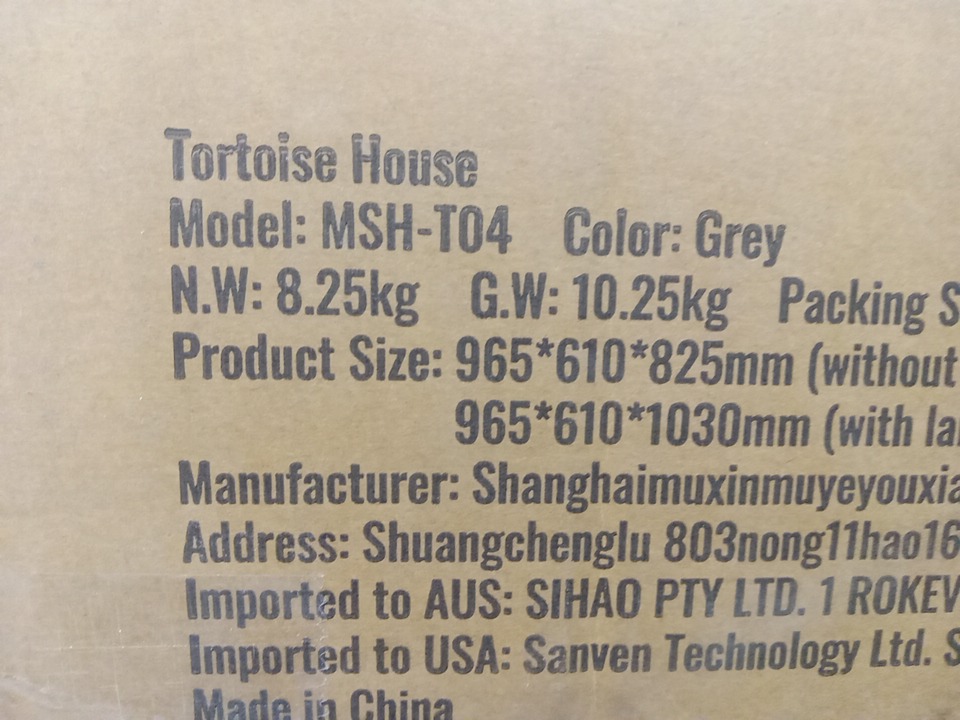 Tortoise House
Model: MSH-T04 Color: Grey
N.W: 8.25kg G.W: 10.25kg Packing S
Product Size: 965*610*825mm (without
965*610*1030mm (with la
Manufacturer: Shanghaimuxinmuyeyouxia
Address: Shuangchenglu 803nong11hao16
Imported to AUS: SIHAO PTY LTD. 1 ROKEV
Imported to USA: Sanven Technology Ltd. S
Made in China